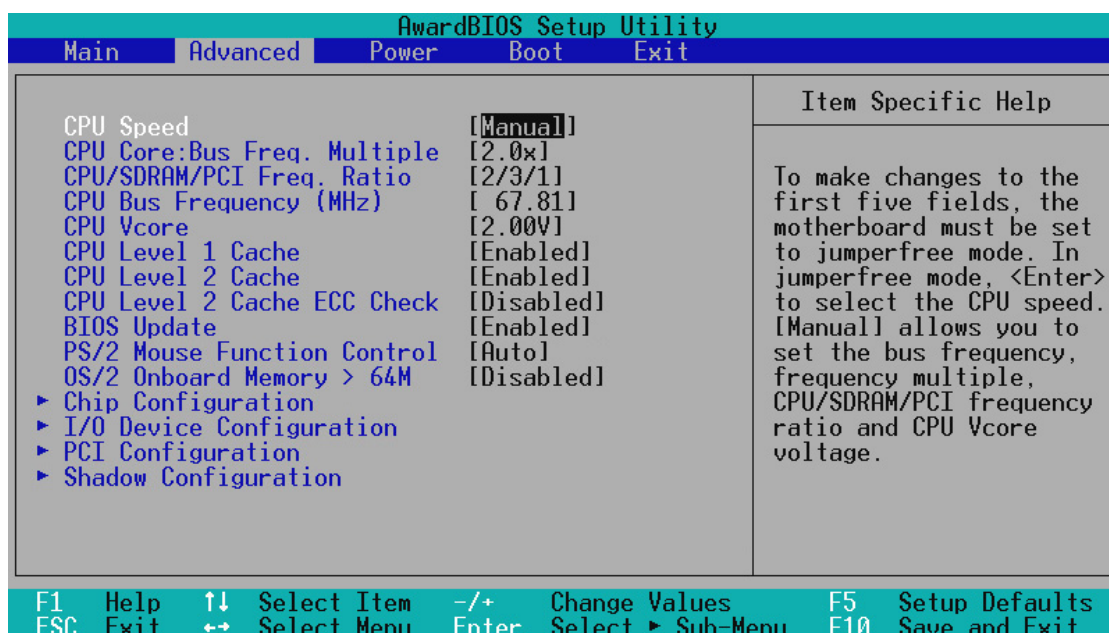 AwardBIOS Setup Utility
Main Advanced Power Boot Exit
CPU Speed [Manual]
CPU Core:Bus Freq. Multiple [2.0x]
CPU/SDRAM/PCI Freq. Ratio [2/3/1]
CPU Bus Frequency (MHz) [ 67.81]
CPU Vcore [2.00V]
CPU Level 1 Cache [Enabled]
CPU Level 2 Cache [Enabled]
CPU Level 2 Cache ECC Check [Disabled]
BIOS Update [Enabled]
PS/2 Mouse Function Control [Auto]
OS/2 Onboard Memory > 64M [Disabled]
► Chip Configuration
► I/O Device Configuration
► PCI Configuration
► Shadow Configuration
Item Specific Help
To make changes to the
first five fields, the
motherboard must be set
to jumperfree mode. In
jumperfree mode, <Enter>
to select the CPU speed.
[Manual] allows you to
set the bus frequency,
frequency multiple,
CPU/SDRAM/PCI frequency
ratio and CPU Vcore
voltage.
F1 Help ↑↓ Select Item -/+ Change Values F5 Setup Defaults
ESC Exit ←→ Select Menu Enter Select ► Sub-Menu F10 Save and Exit